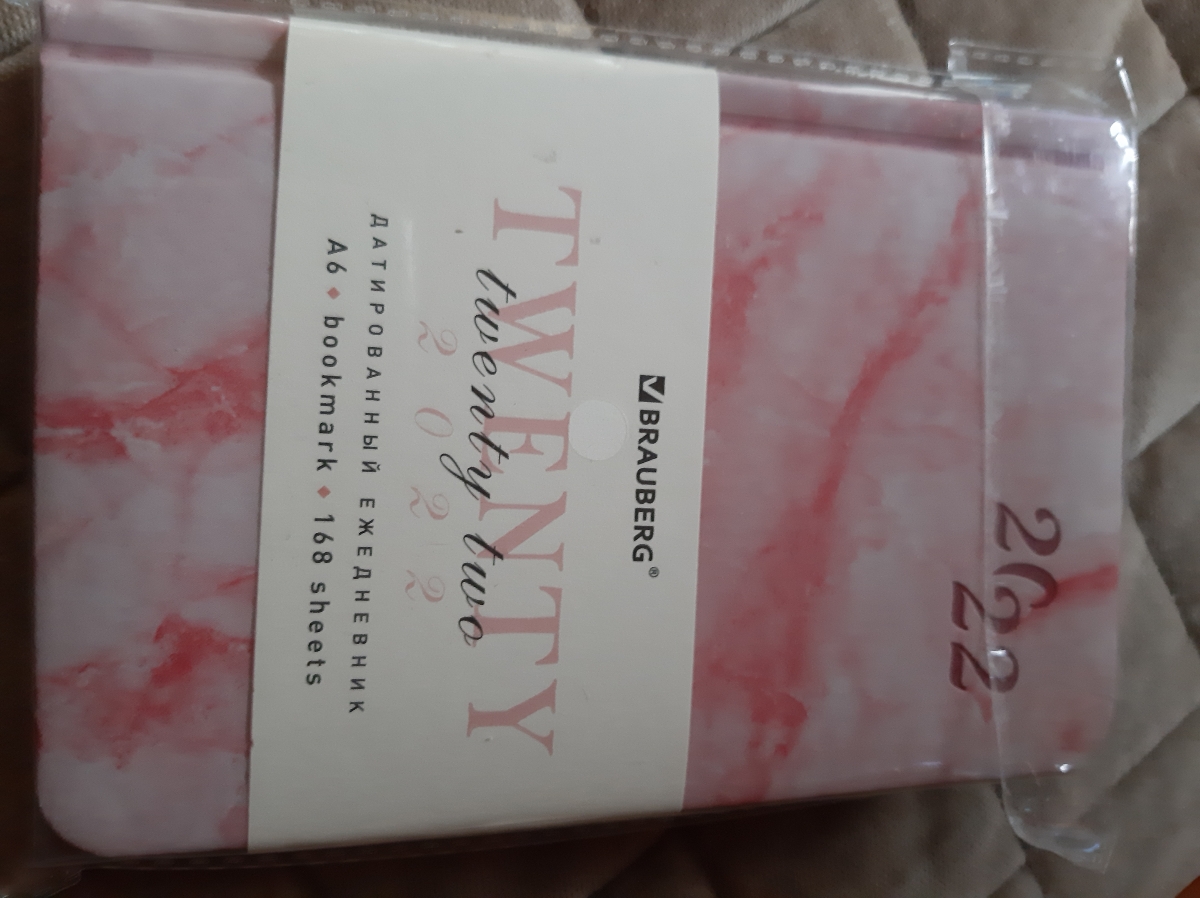 2022
BRAUBERG®
TWENTY
twenty two
2022
ДАТИРОВАННЫЙ ЕЖЕДНЕВНИК
A6 ♦ bookmark ♦ 168 sheets